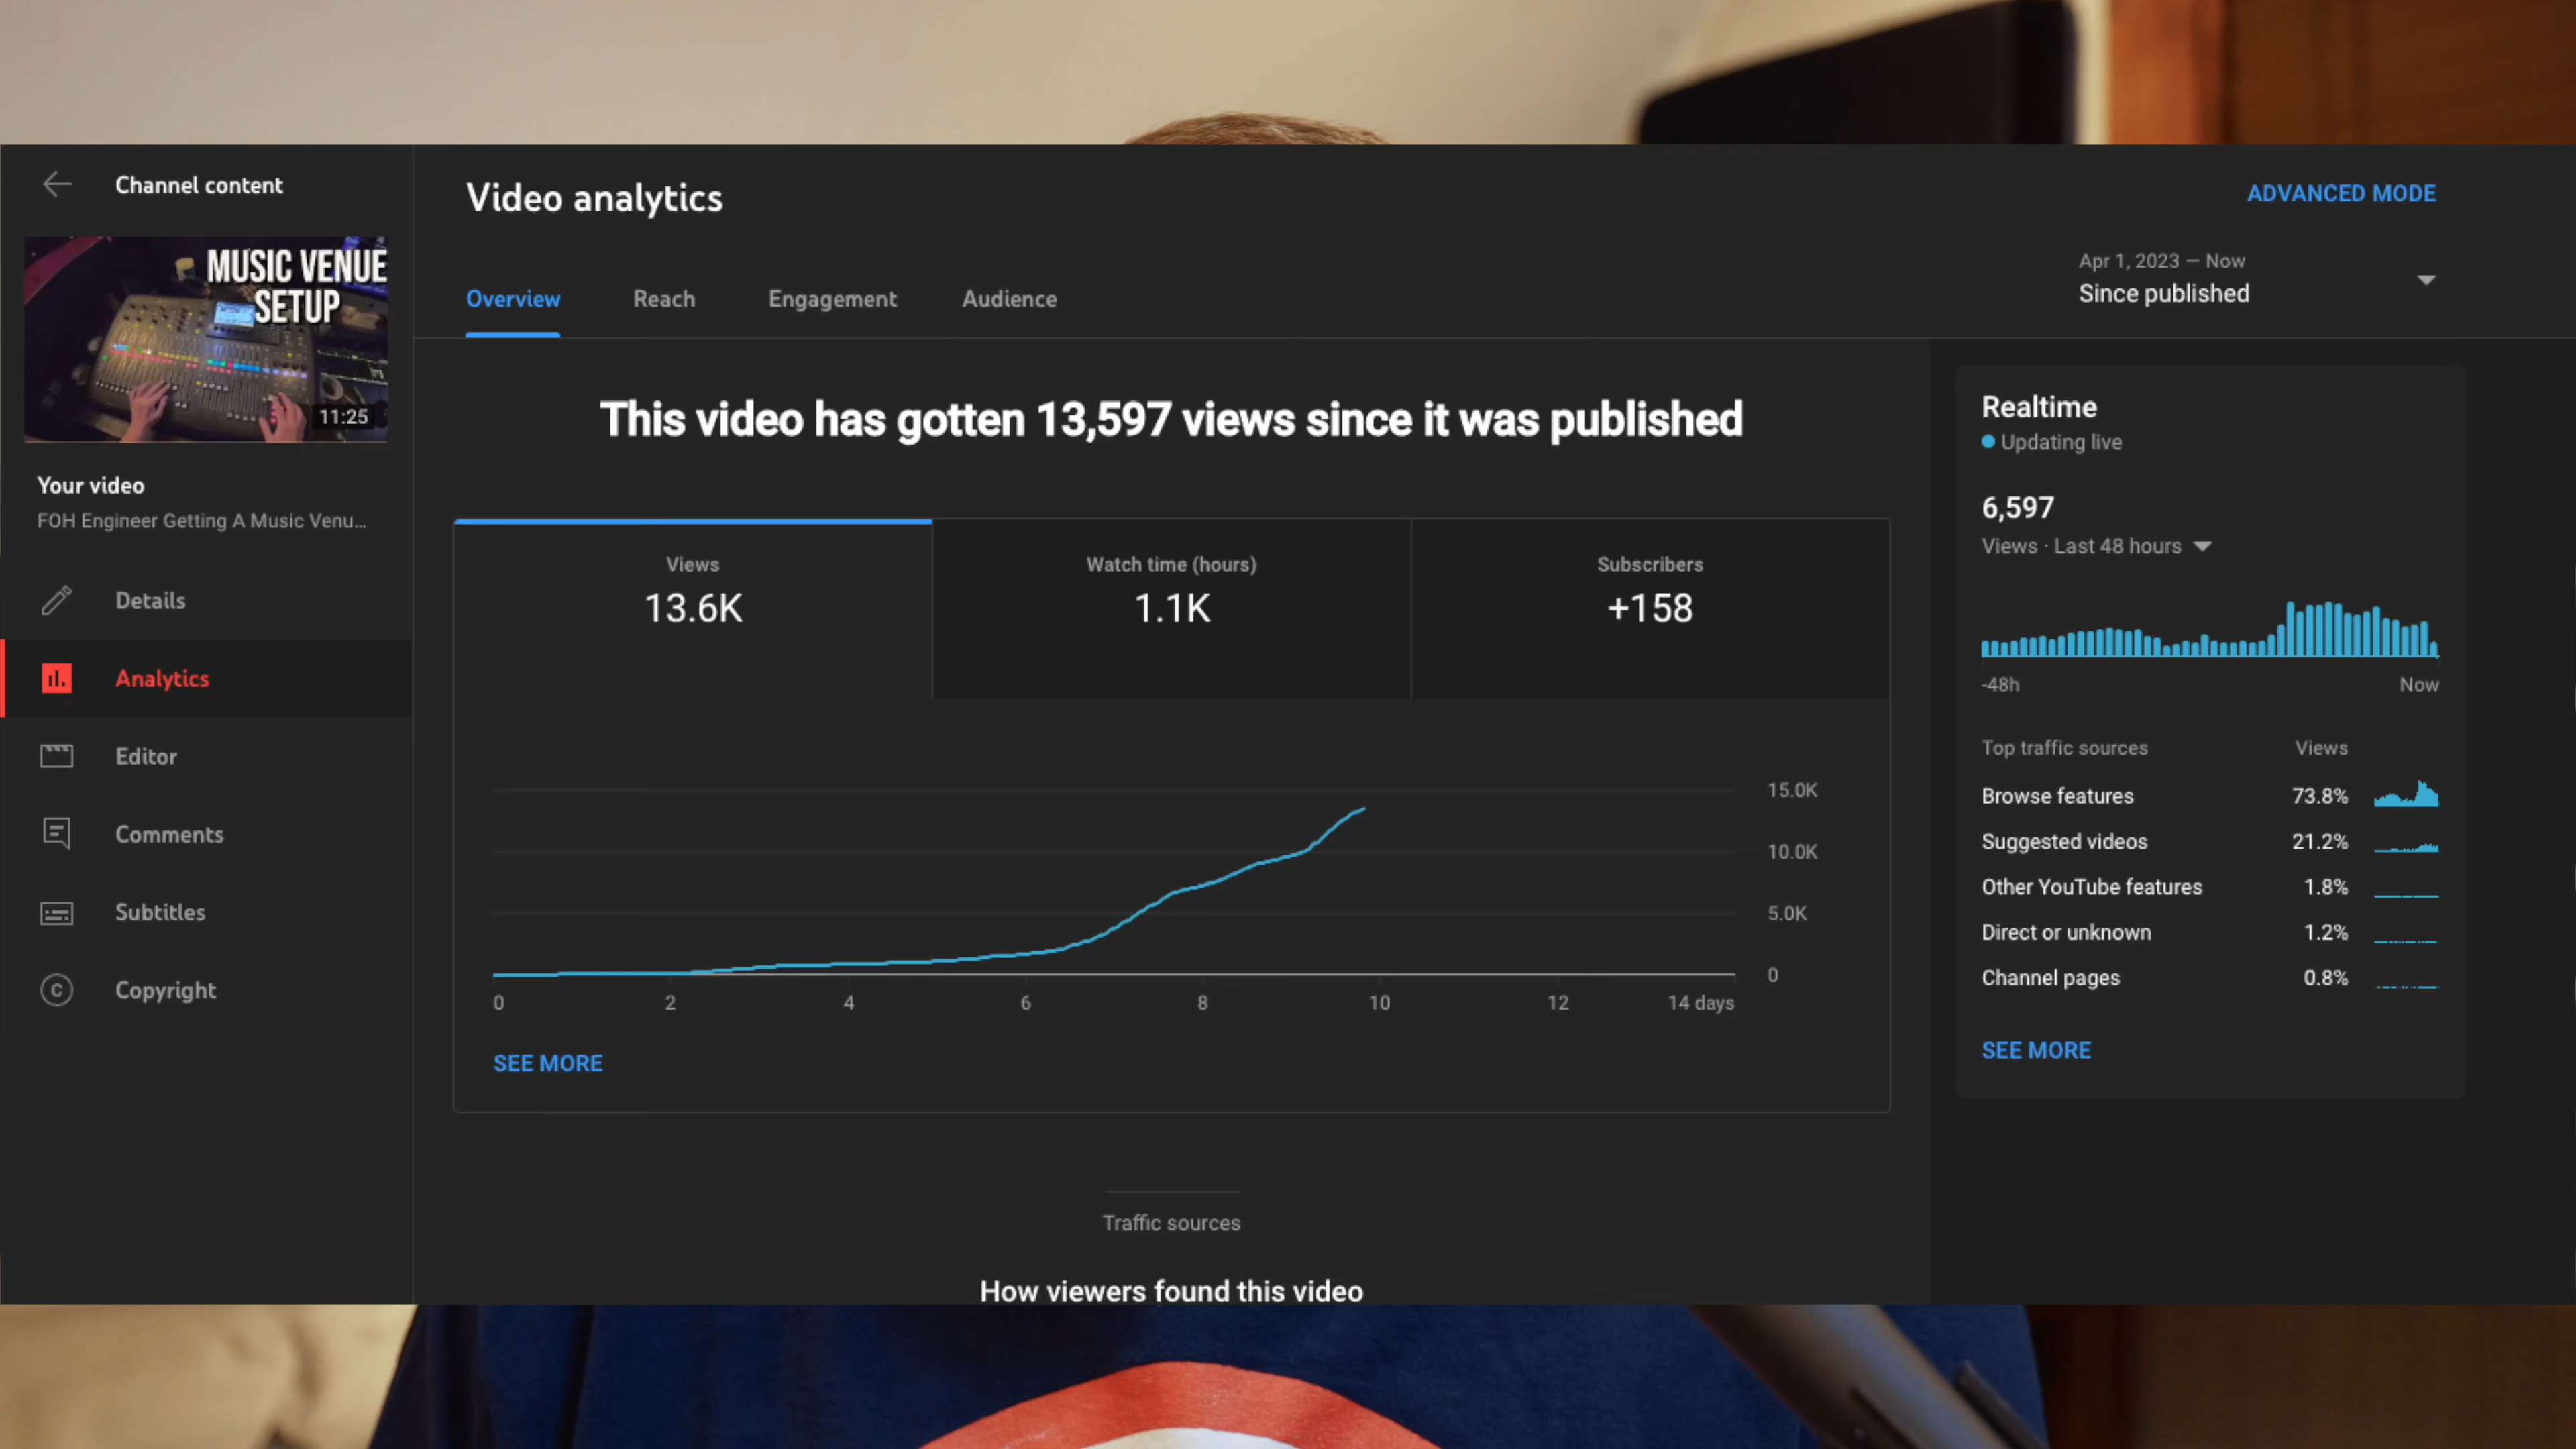 Channel content
MUSIC VENUE
SETUP
11:25
Your video
FOH Engineer Getting A Music Venu...
Details
Analytics
Editor
Comments
Subtitles
Copyright
Video analytics
ADVANCED MODE
Overview
Reach
Engagement
Audience
Apr 1, 2023 – Now
Since published
This video has gotten 13,597 views since it was published
Views
13.6K
Watch time (hours)
1.1K
Subscribers
+158
15.0K
10.0K
5.0K
0
0 2 4 6 8 10 12 14 days
SEE MORE
Traffic sources
How viewers found this video
Realtime
Updating live
6,597
Views · Last 48 hours
-48h Now
Top traffic sources Views
Browse features 73.8%
Suggested videos 21.2%
Other YouTube features 1.8%
Direct or unknown 1.2%
Channel pages 0.8%
SEE MORE